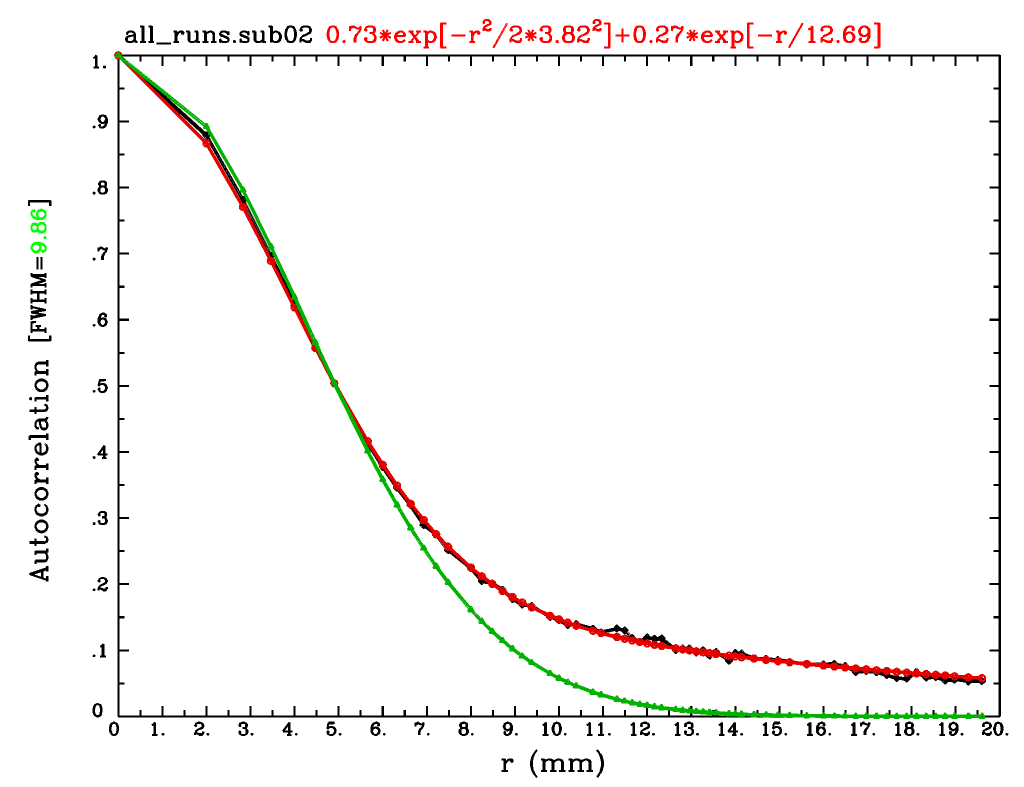 all_runs.sub02 0.73*exp[-r²/2*3.82²]+0.27*exp[-r/12.69]
1.
.9
.8
.7
.6
.5
.4
.3
.2
.1
0
Autocorrelation [FWHM=9.86]
0. 1. 2. 3. 4. 5. 6. 7. 8. 9. 10. 11. 12. 13. 14. 15. 16. 17. 18. 19. 20.
r (mm)